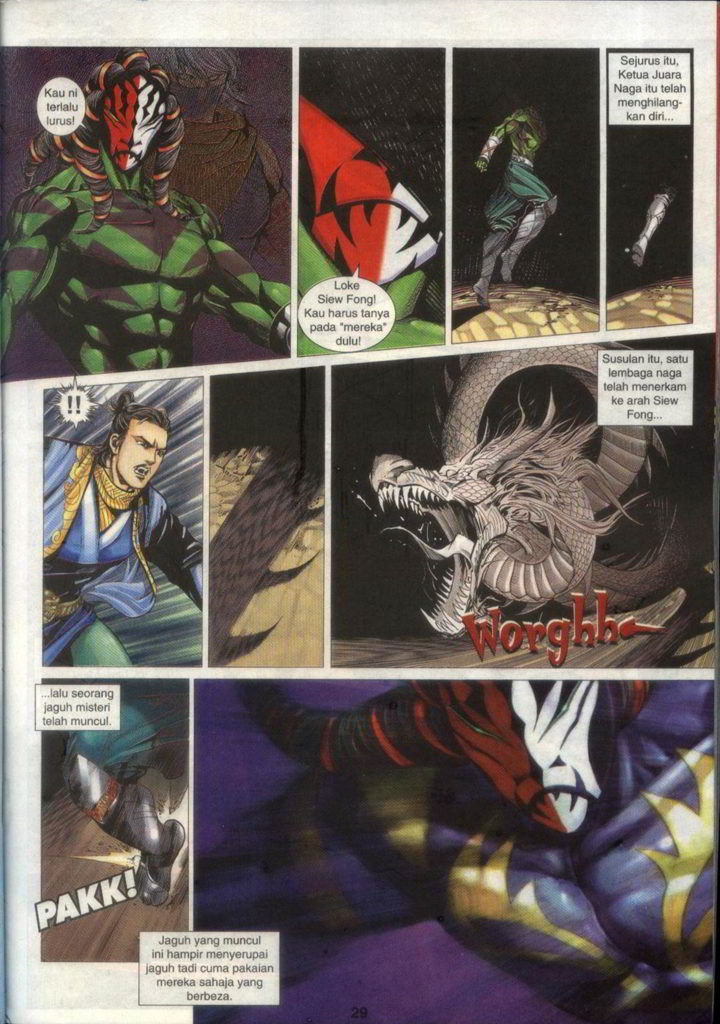 Kau ni
terlalu
lurus!
Loke
Siew Fong!
Kau harus tanya
pada "mereka"
dulu!
Sejurus itu,
Ketua Juara
Naga itu telah
menghilang-
kan diri...
!!
Susulan itu, satu
lembaga naga
telah menerkam
ke arah Siew
Fong...
Worghh
...lalu seorang
jaguh misteri
telah muncul.
PAKK!
Jaguh yang muncul
ini hampir menyerupai
jaguh tadi cuma pakaian
mereka sahaja yang
berbeza.
29